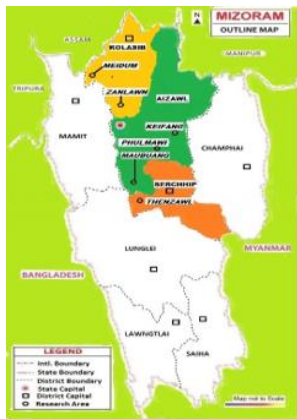 MIZORAM
OUTLINE MAP
N
ASSAM
MANIPUR
TRIPURA
KOLASIB
MEIDUM
ZANLAWN
AIZAWL
MAMIT
KEIFANG
PHULMAWI
MAUBUANG
CHAMPHAI
SERCHHIP
THENZAWL
LUNGLEI
MYANMAR
BANGLADESH
LAWNGTLAI
SAIHA
LEGEND
Intl. Boundary
State Boundary
District Boundary
State Capital
District Capital
Research Area
Map not to Scale